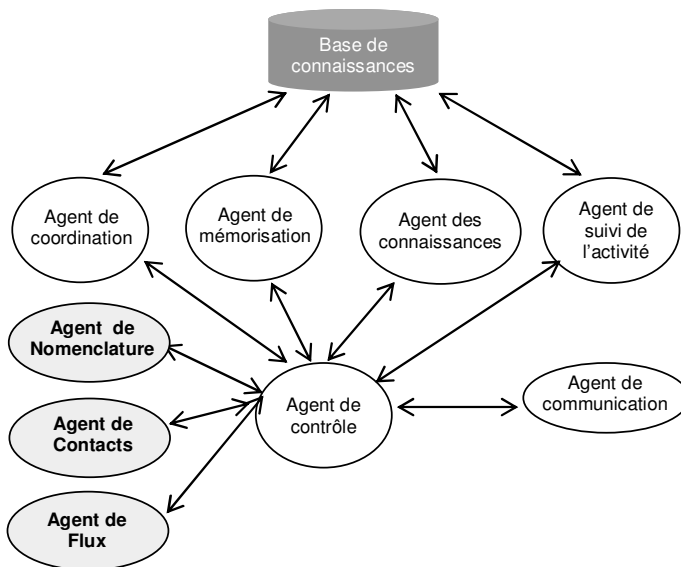 Base de
connaissances
Agent de
coordination
Agent de
mémorisation
Agent des
connaissances
Agent de
suivi de
l'activité
Agent de
Nomenclature
Agent de
Contacts
Agent de
Flux
Agent de
contrôle
Agent de
communication